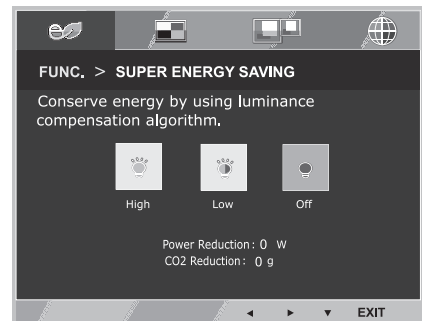 FUNC. > SUPER ENERGY SAVING
Conserve energy by using luminance
compensation algorithm.
High Low Off
Power Reduction: 0 W
CO2 Reduction: 0 g
EXIT